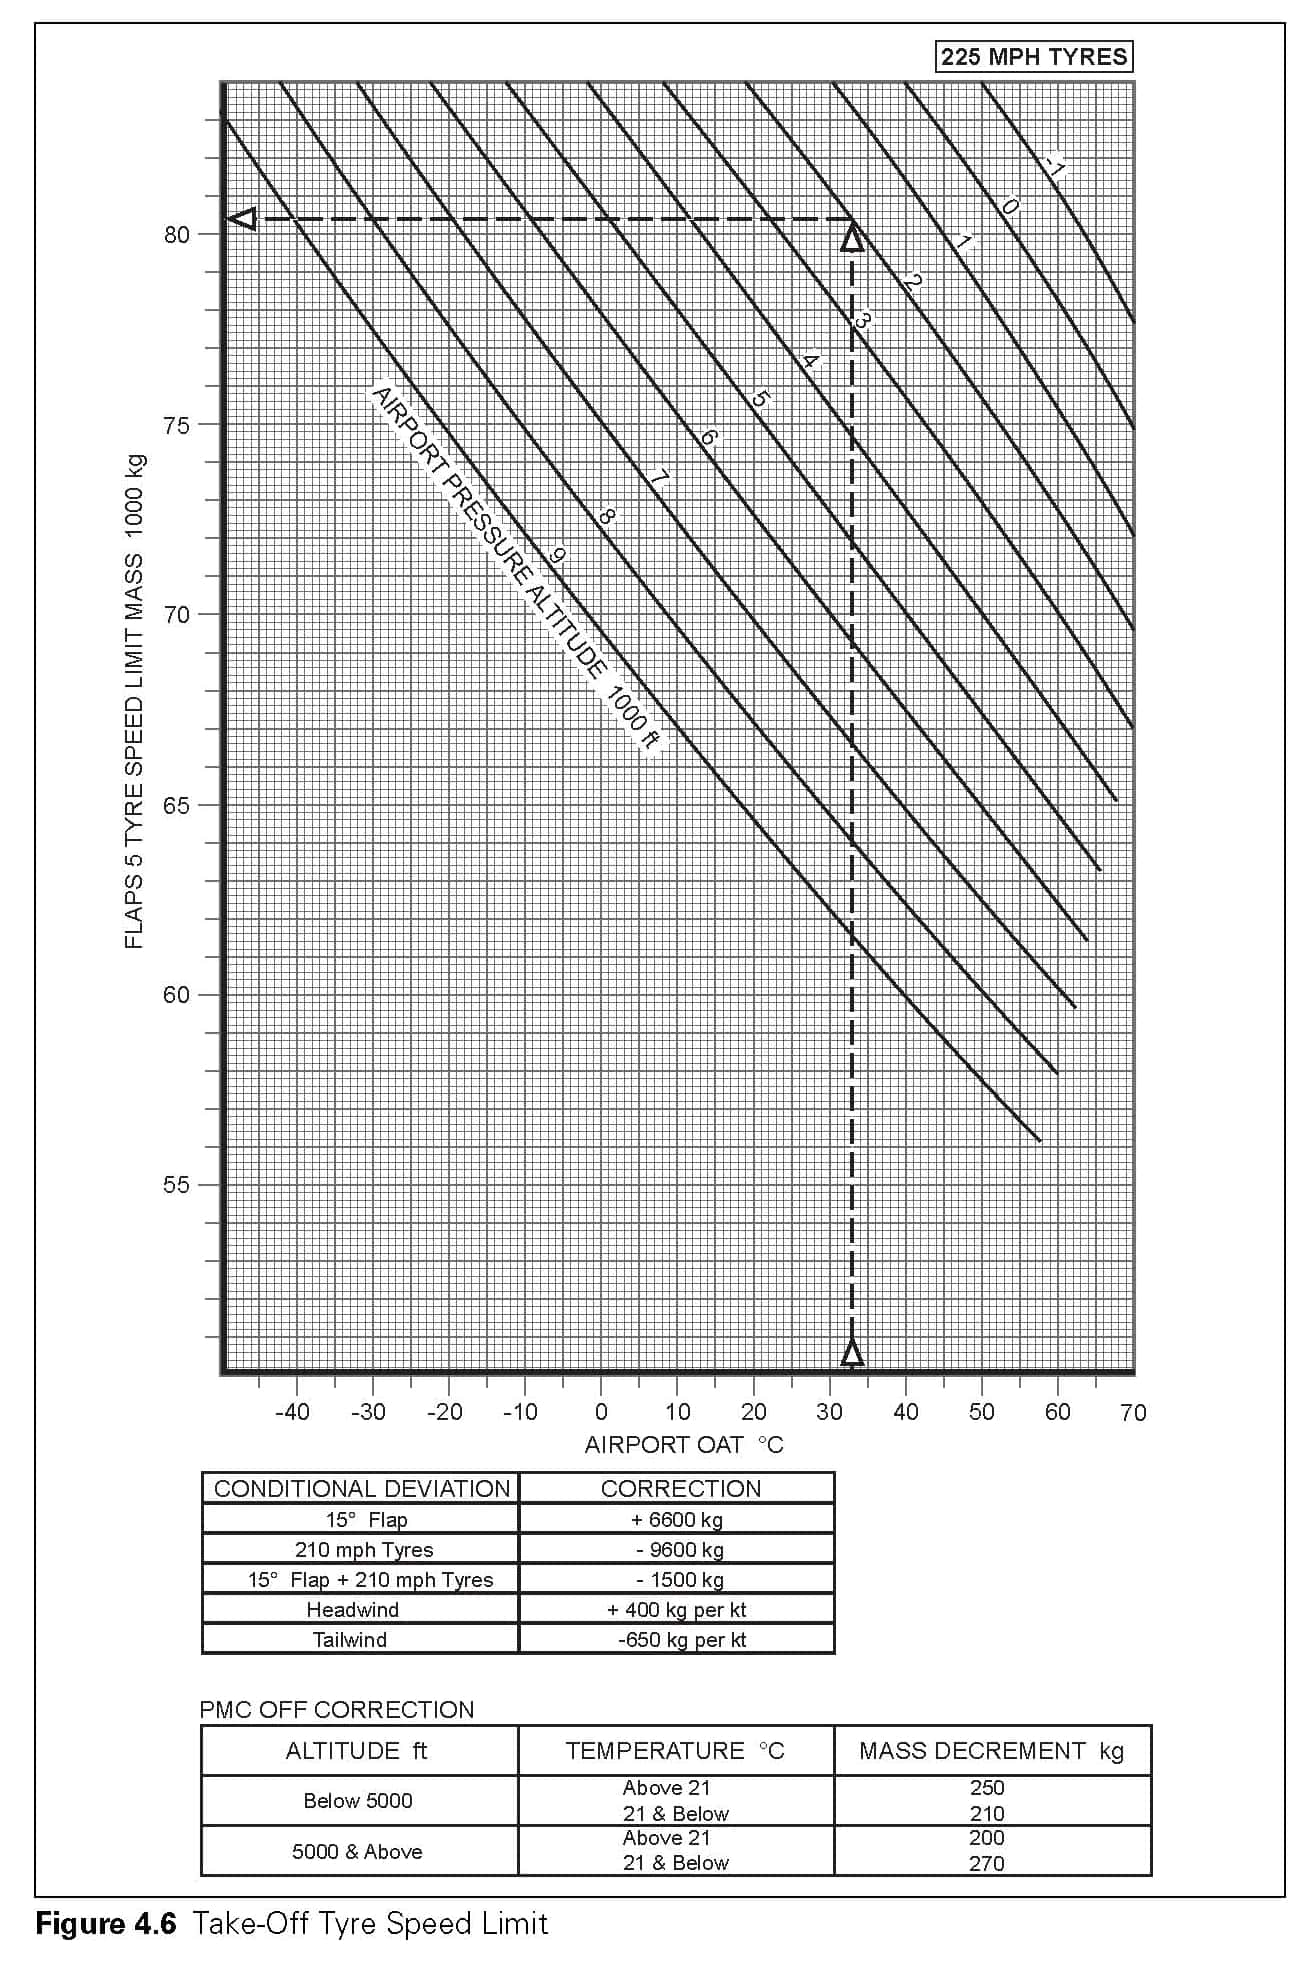 225 MPH TYRES
-1
0
1
2
3
4
5
6
7
8
9
AIRPORT PRESSURE ALTITUDE 1000 ft
FLAPS 5 TYRE SPEED LIMIT MASS 1000 kg
80
75
70
65
60
55
-40 -30 -20 -10 0 10 20 30 40 50 60 70
AIRPORT OAT °C
CONDITIONAL DEVIATION CORRECTION
15° Flap + 6600 kg
210 mph Tyres - 9600 kg
15° Flap + 210 mph Tyres - 1500 kg
Headwind + 400 kg per kt
Tailwind -650 kg per kt
PMC OFF CORRECTION
ALTITUDE ft TEMPERATURE °C MASS DECREMENT kg
Below 5000 Above 21 250
21 & Below 210
5000 & Above Above 21 200
21 & Below 270
Figure 4.6 Take-Off Tyre Speed Limit